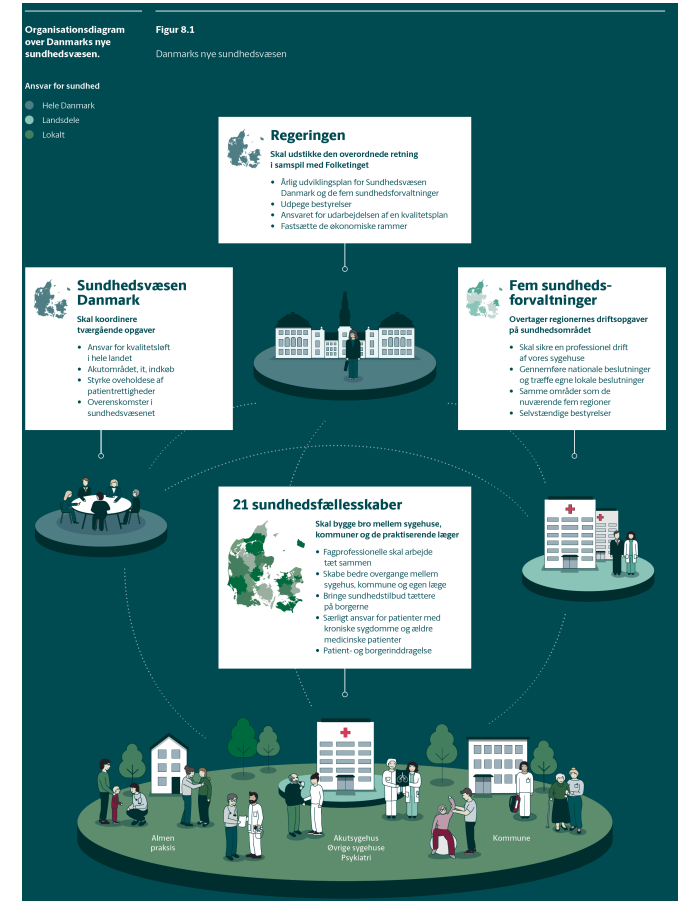 Organisationsdiagram
over Danmarks nye
sundhedsvæsen.
Figur 8.1
Danmarks nye sundhedsvæsen
Ansvar for sundhed
Hele Danmark
Landsdele
Lokalt
Regeringen
Skal udstikke den overordnede retning
i samspil med Folketinget
• Årlig udviklingsplan for Sundhedsvæsen
Danmark og de fem sundhedsforvaltninger
• Udpege bestyrelser
• Ansvaret for udarbejdelsen af en kvalitetsplan
• Fastsætte de økonomiske rammer
Sundhedsvæsen
Danmark
Skal koordinere
tværgående opgaver
• Ansvar for kvalitetsløft
i hele landet
• Akutområdet, it, indkøb
• Styrke oveholdese af
patientrettigheder
• Overenskomster i
sundhedsvæsenet
Fem sundheds-
forvaltninger
Overtager regionernes driftsopgaver
på sundhedsområdet
• Skal sikre en professionel drift
af vores sygehuse
• Gennemføre nationale beslutninger
og træffe egne lokale beslutninger
• Samme områder som de
nuværende fem regioner
• Selvstændige bestyrelser
21 sundhedsfællesskaber
Skal bygge bro mellem sygehuse,
kommuner og de praktiserende læger
• Fagprofessionelle skal arbejde
tæt sammen
• Skabe bedre overgange mellem
sygehus, kommune og egen læge
• Bringe sundhedstilbud tættere
på borgerne
• Særligt ansvar for patienter med
kroniske sygdomme og ældre
medicinske patienter
• Patient- og borgerinddragelse
Almen
praksis
Akutsygehus
Øvrige sygehuse
Psykiatri
Kommune